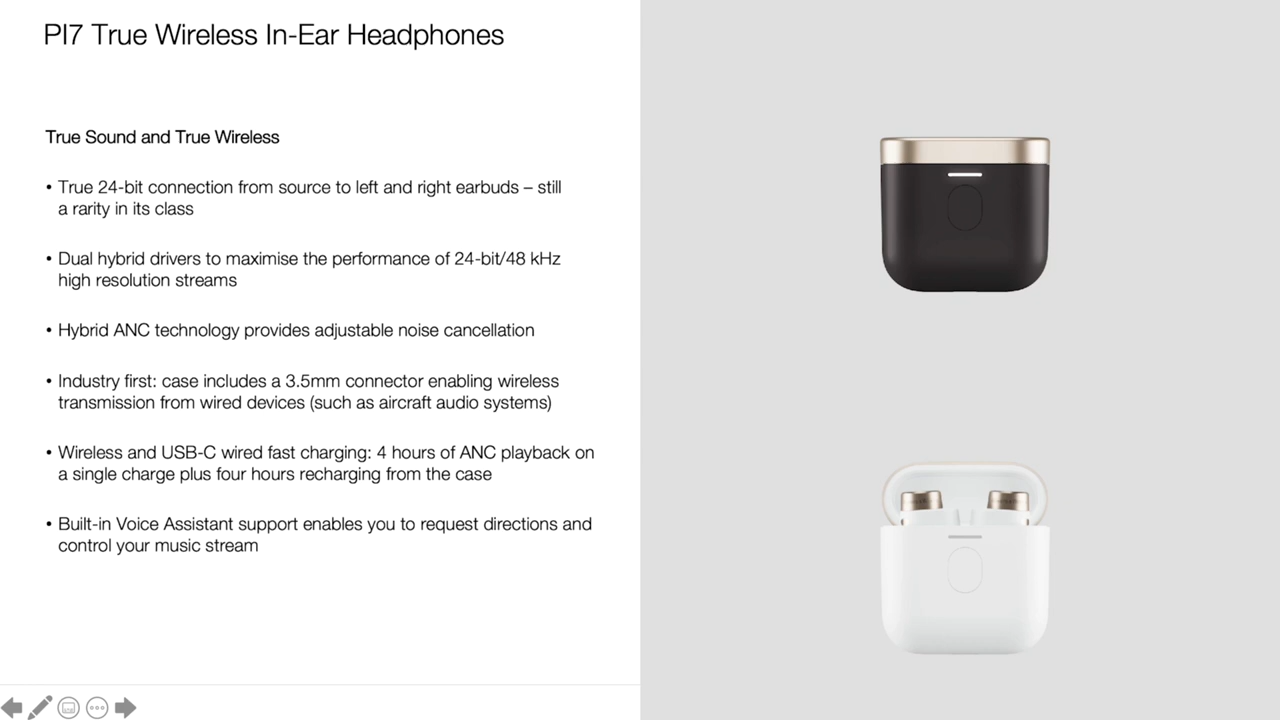 PI7 True Wireless In-Ear Headphones
True Sound and True Wireless
• True 24-bit connection from source to left and right earbuds – still
a rarity in its class
• Dual hybrid drivers to maximise the performance of 24-bit/48 kHz
high resolution streams
• Hybrid ANC technology provides adjustable noise cancellation
• Industry first: case includes a 3.5mm connector enabling wireless
transmission from wired devices (such as aircraft audio systems)
• Wireless and USB-C wired fast charging: 4 hours of ANC playback on
a single charge plus four hours recharging from the case
• Built-in Voice Assistant support enables you to request directions and
control your music stream